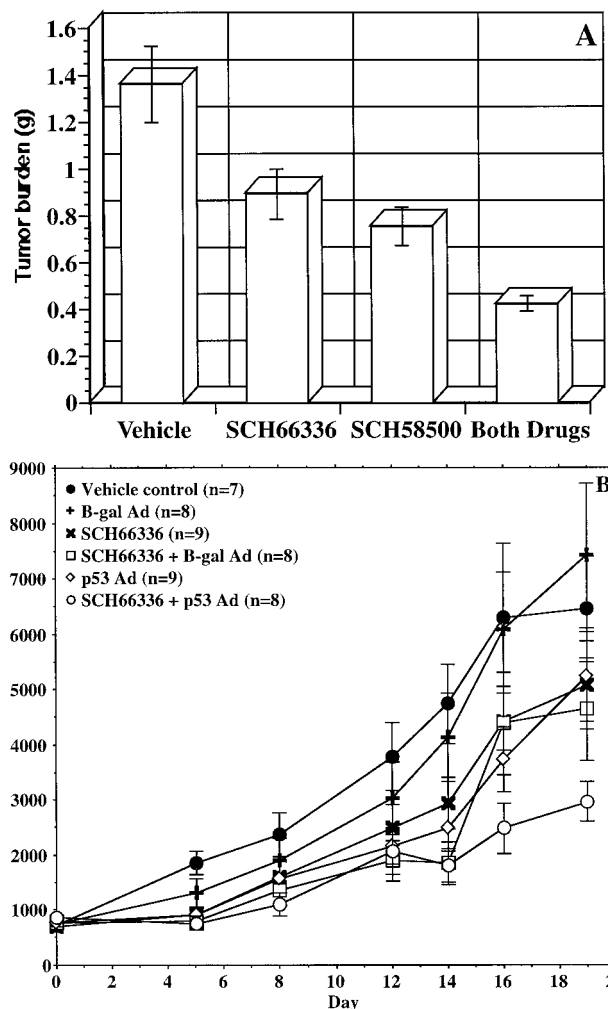 A
Tumor burden (g)
1.6
1.4
1.2
1
0.8
0.6
0.4
0.2
0
Vehicle SCH66336 SCH58500 Both Drugs
B
9000
8000
7000
6000
5000
4000
3000
2000
1000
0
Vehicle control (n=7)
B-gal Ad (n=8)
SCH66336 (n=9)
SCH66336 + B-gal Ad (n=8)
p53 Ad (n=9)
SCH66336 + p53 Ad (n=8)
0 2 4 6 8 10 12 14 16 18 2
Day